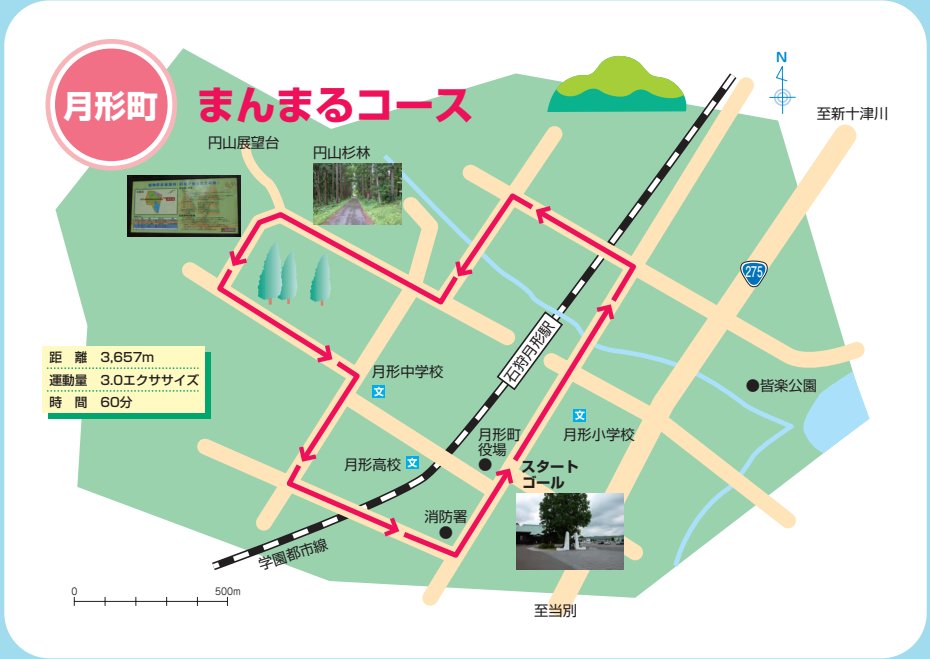 月形町
まんまるコース
N
至新十津川
円山展望台
円山杉林
275
距　離　3,657m
運動量　3.0エクササイズ
時　間　60分
石狩月形駅
月形中学校
文
皆楽公園
文
月形小学校
月形町
役場
月形高校 文
スタート
ゴール
消防署
学園都市線
0 500m
至当別